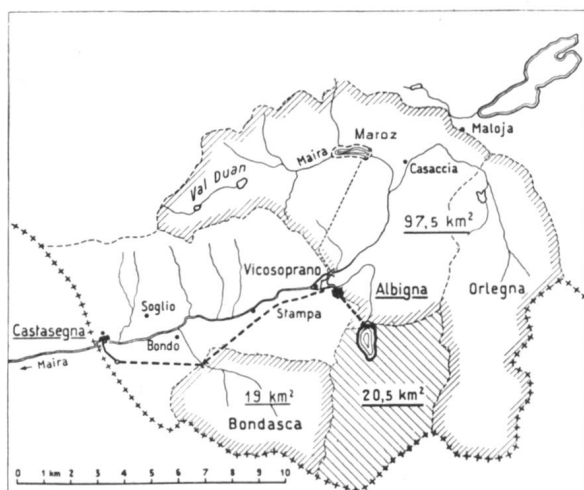 Maloja
Maroz
Maira
Casaccia
Val Duan
97,5 km²
Vicosoprano
Albigna
Orlegna
Soglio
Stampa
Castasegna
Bondo
Maira
19 km²
20,5 km²
Bondasca
0 1 km 2 3 4 5 6 7 8 9 10